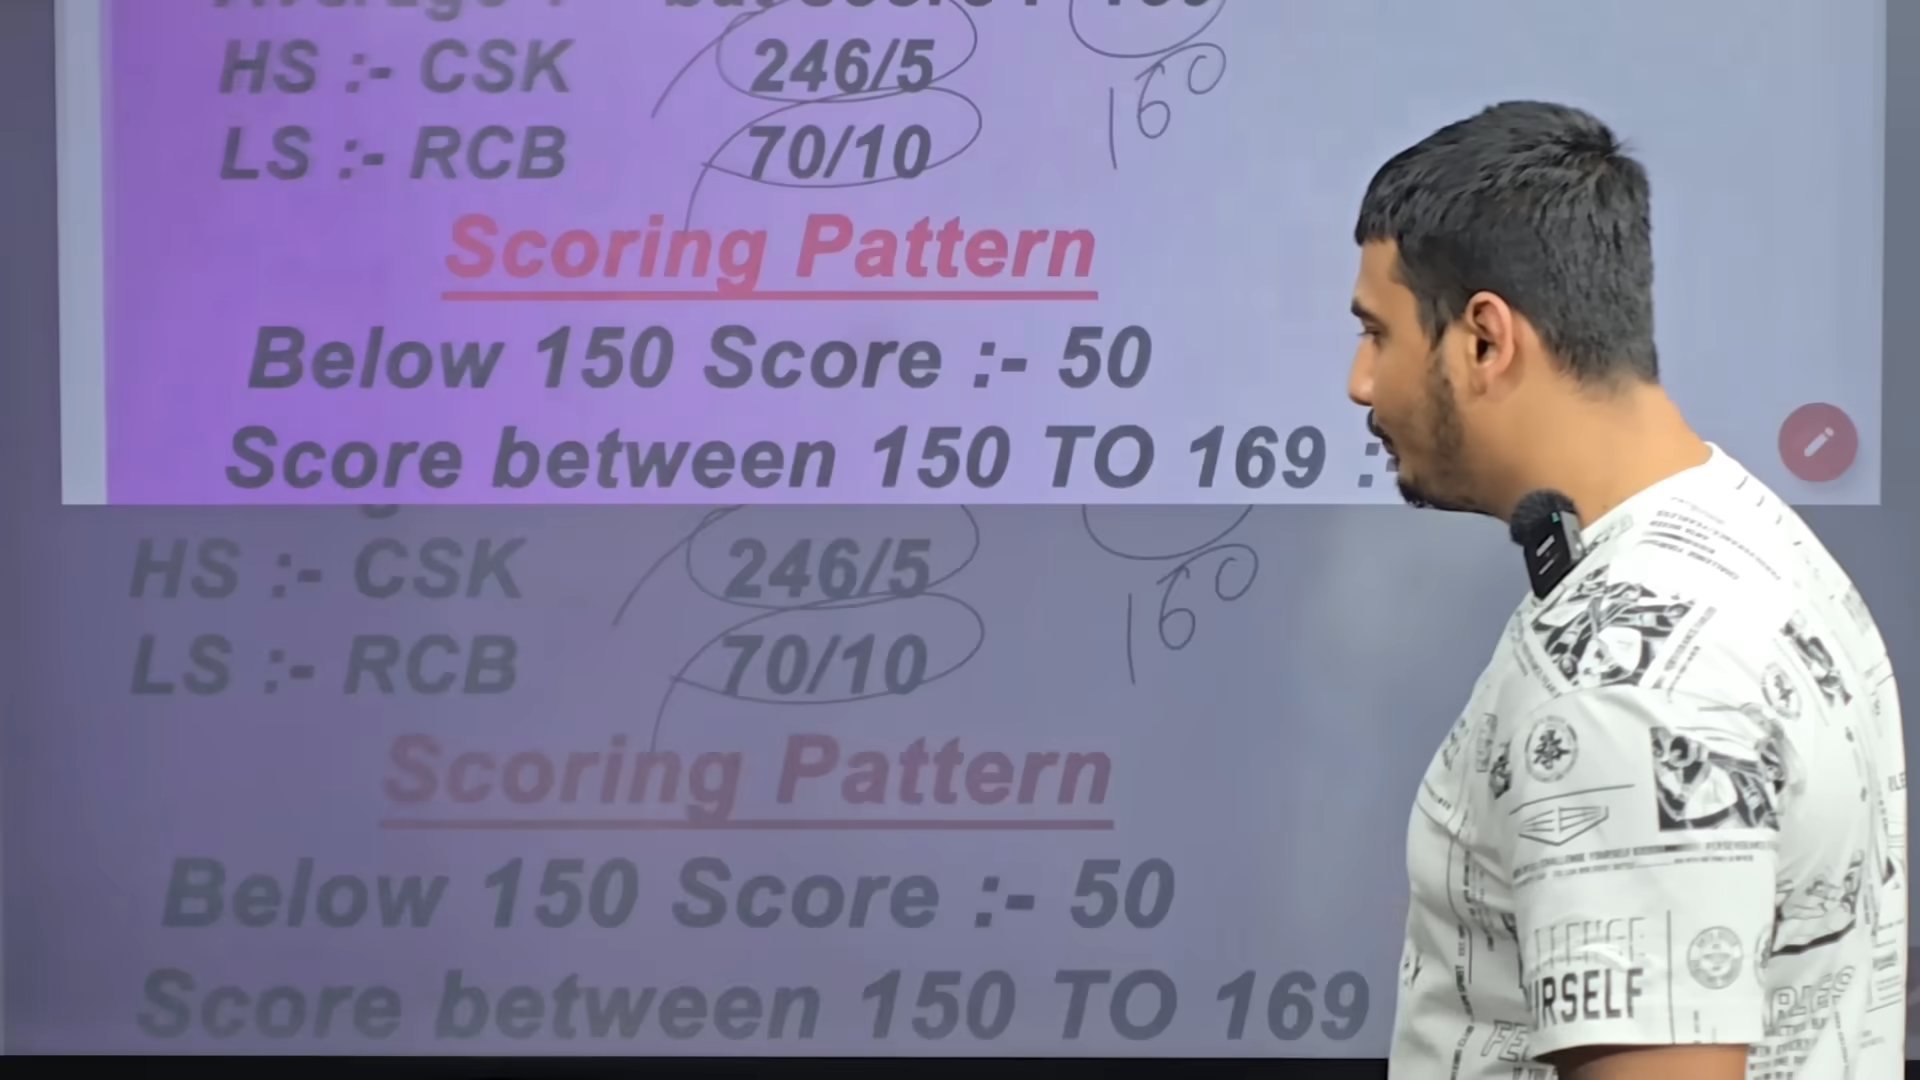 HS :- CSK 246/5
LS :- RCB 70/10
160
Scoring Pattern
Below 150 Score :- 50
Score between 150 TO 169 :-
HS :- CSK 246/5
LS :- RCB 70/10
160
Scoring Pattern
Below 150 Score :- 50
Score between 150 TO 169
URSELF